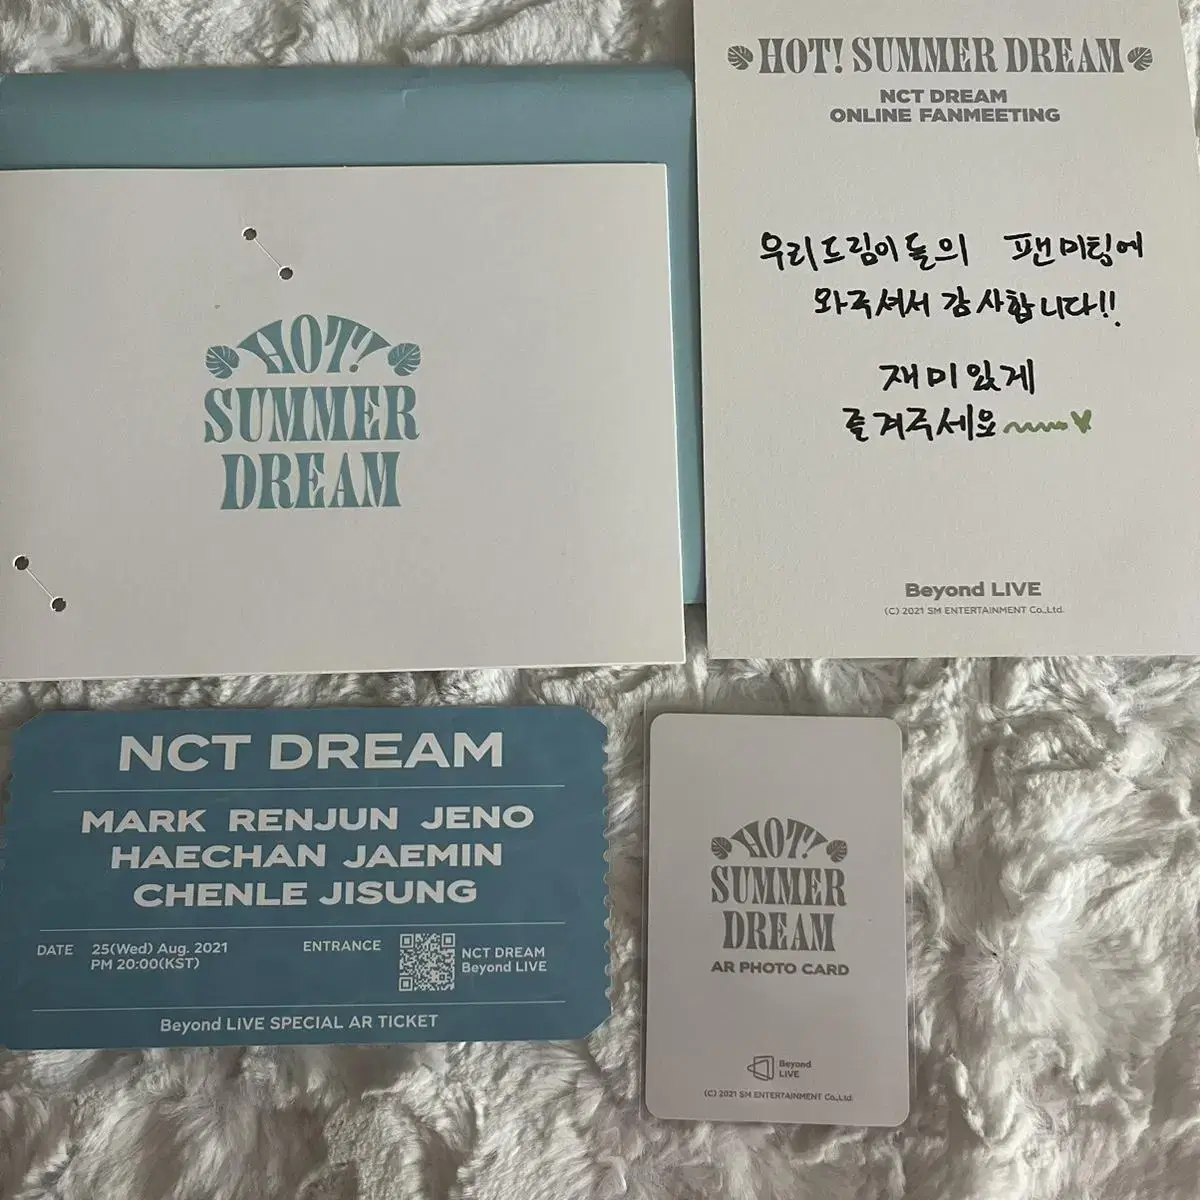 HOT!
SUMMER
DREAM
HOT! SUMMER DREAM
NCT DREAM
ONLINE FANMEETING
우리드림이들의 팬미팅에
와주셔서 감사합니다!!
재미있게
즐겨주세요
Beyond LIVE
(C) 2021 SM ENTERTAINMENT Co.,Ltd.
NCT DREAM
MARK RENJUN JENO
HAECHAN JAEMIN
CHENLE JISUNG
DATE 25(Wed) Aug. 2021
PM 20:00(KST)
ENTRANCE
NCT DREAM
Beyond LIVE
Beyond LIVE SPECIAL AR TICKET
HOT!
SUMMER
DREAM
AR PHOTO CARD
Beyond
LIVE
(C) 2021 SM ENTERTAINMENT Co.,Ltd.